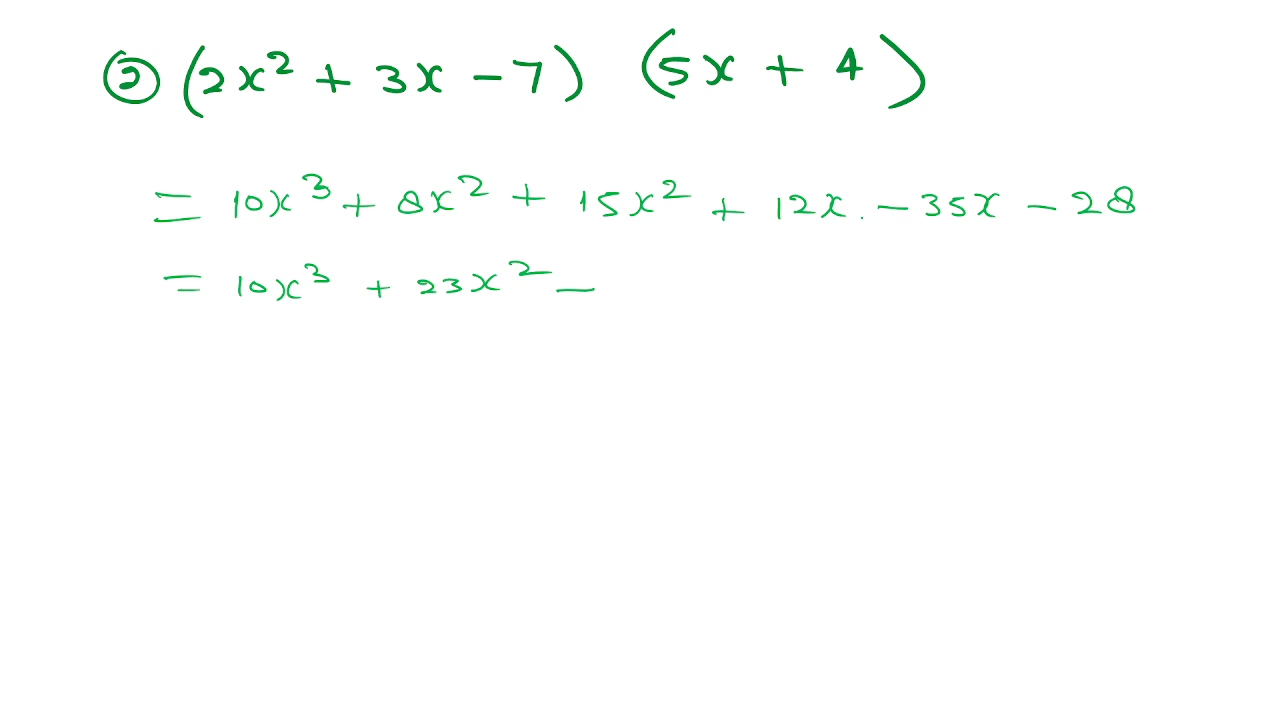 ② (2x² + 3x - 7) (5x + 4)
= 10x³ + 8x² + 15x² + 12x . - 35x - 28
= 10x³ + 23x² -